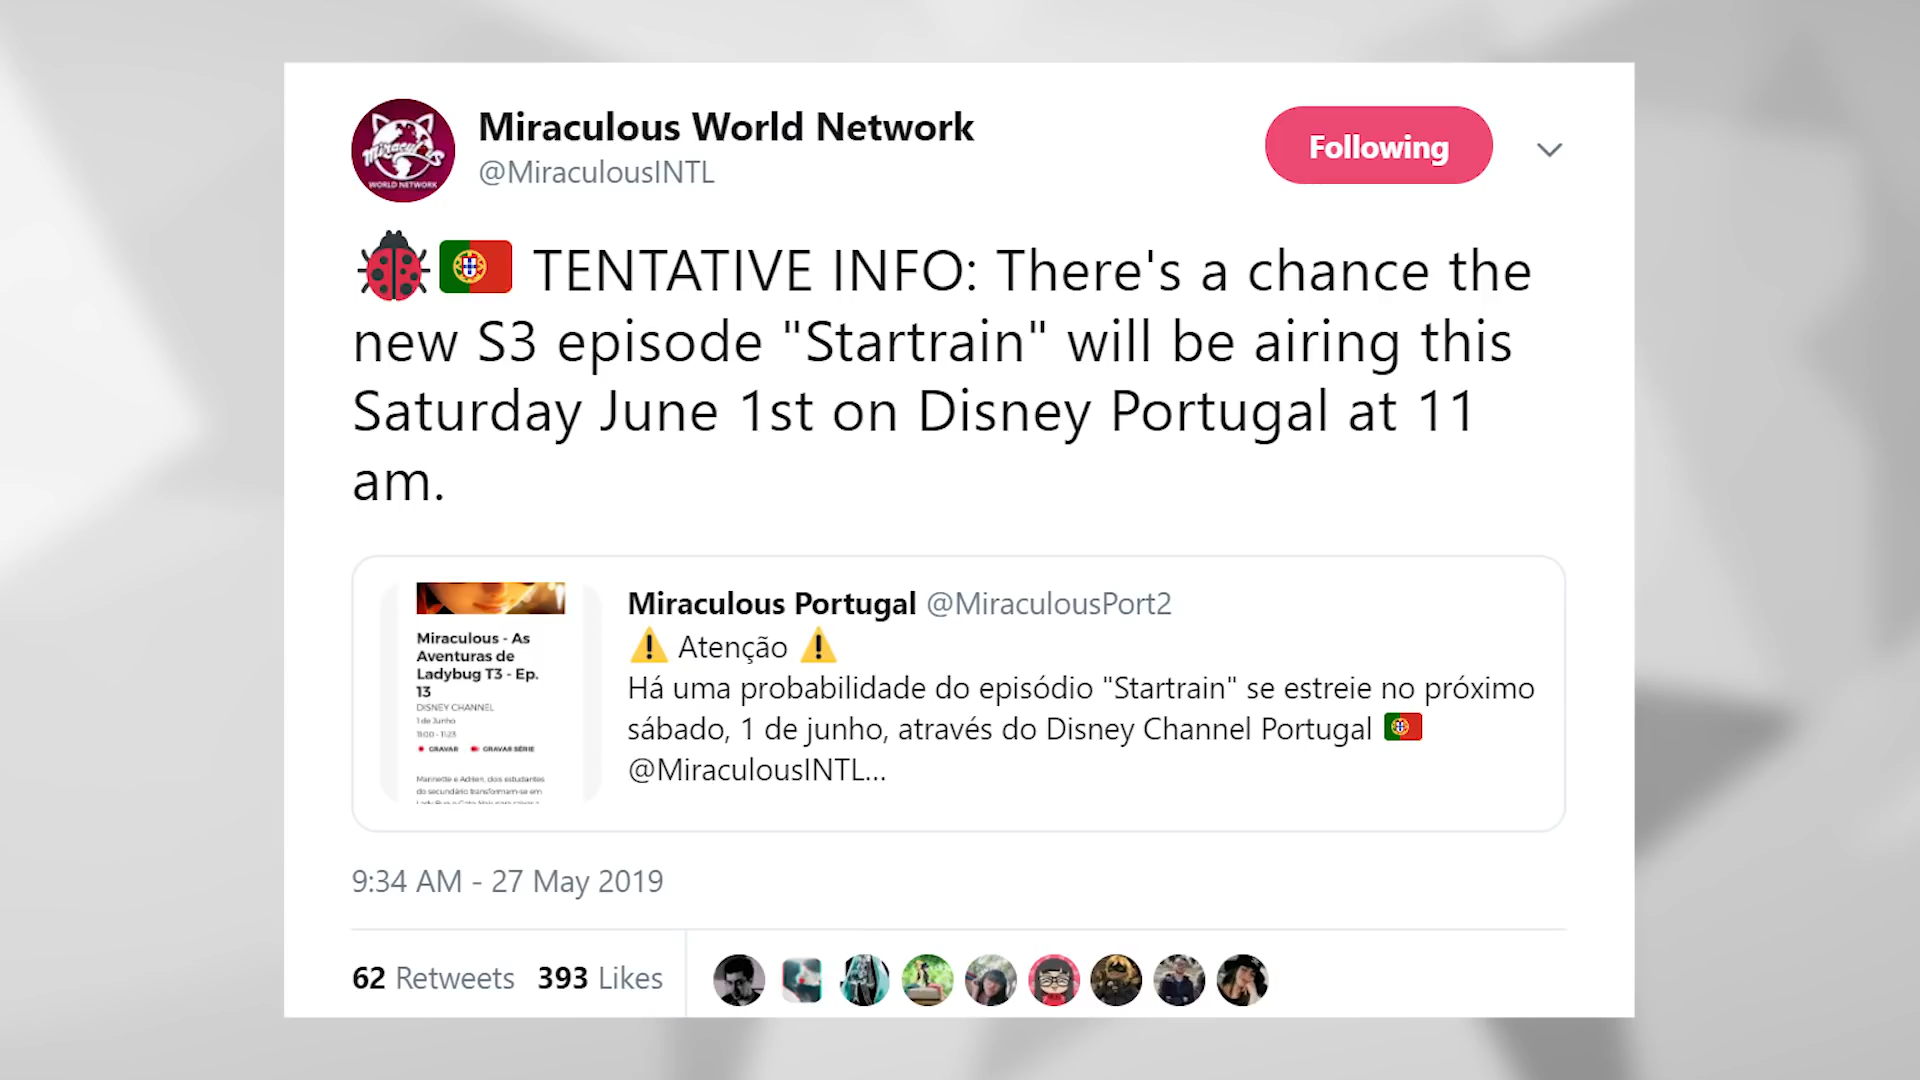 Miraculous World Network
@MiraculousINTL
Following
Miraculous
WORLD NETWORK
🐞🇵🇹 TENTATIVE INFO: There's a chance the
new S3 episode "Startrain" will be airing this
Saturday June 1st on Disney Portugal at 11
am.
Miraculous - As
Aventuras de
Ladybug T3 - Ep.
13
DISNEY CHANNEL
1 de Junho
11:00 - 11:23
GRAVAR GRAVAR SÉRIE
Marinette e Adrien, dois estudantes
do secundário transformam-se em
Miraculous Portugal @MiraculousPort2
⚠️ Atenção ⚠️
Há uma probabilidade do episódio "Startrain" se estreie no próximo
sábado, 1 de junho, através do Disney Channel Portugal 🇵🇹
@MiraculousINTL...
9:34 AM - 27 May 2019
62 Retweets 393 Likes